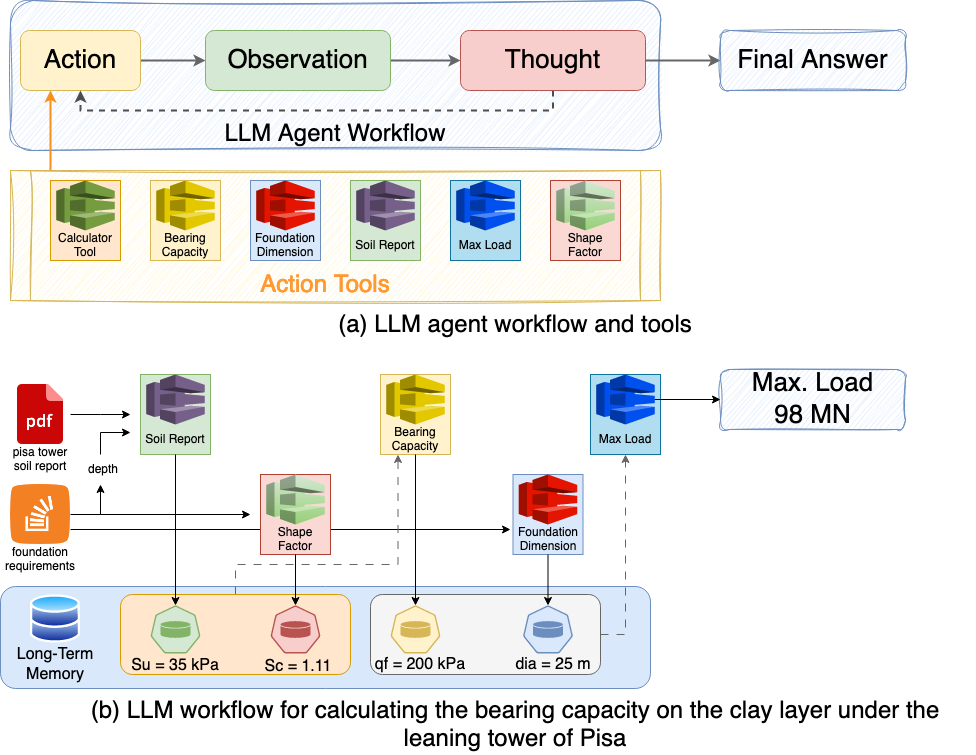 Action
Observation
Thought
Final Answer
LLM Agent Workflow
Calculator
Tool
Bearing
Capacity
Foundation
Dimension
Soil Report
Max Load
Shape
Factor
Action Tools
(a) LLM agent workflow and tools
pdf
pisa tower
soil report
depth
foundation
requirements
Soil Report
Shape
Factor
Bearing
Capacity
Foundation
Dimension
Max Load
Max. Load
98 MN
Long-Term
Memory
Su = 35 kPa
Sc = 1.11
qf = 200 kPa
dia = 25 m
(b) LLM workflow for calculating the bearing capacity on the clay layer under the
leaning tower of Pisa